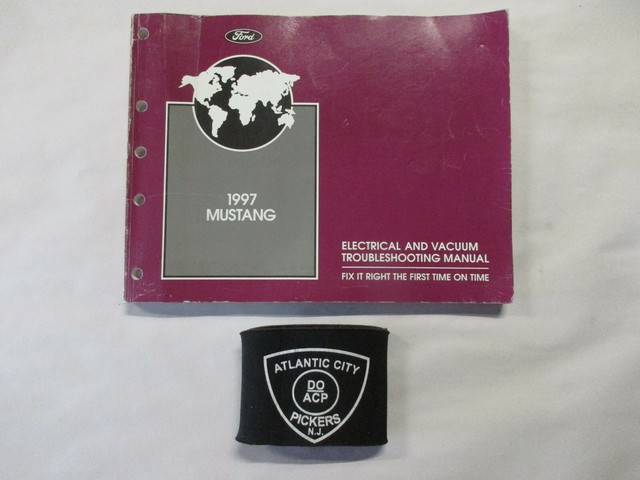 Ford
1997
MUSTANG
ELECTRICAL AND VACUUM
TROUBLESHOOTING MANUAL
FIX IT RIGHT THE FIRST TIME ON TIME
ATLANTIC CITY
DO
ACP
PICKERS
N.J.